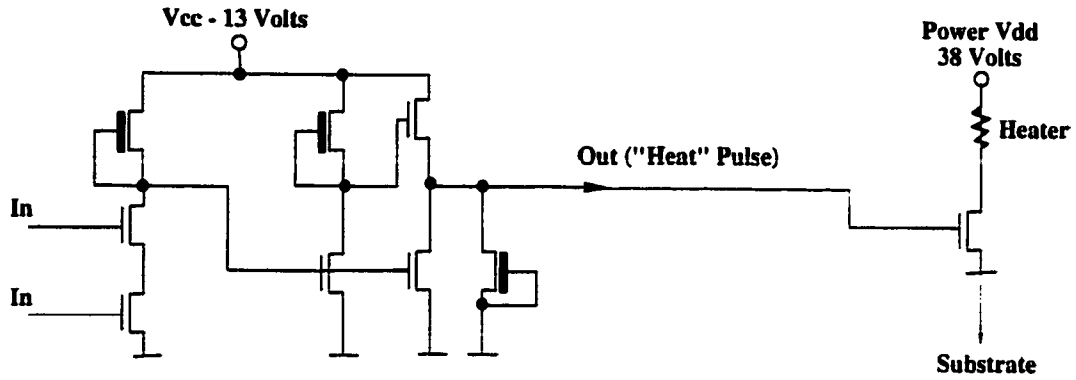 Vcc - 13 Volts
Power Vdd
38 Volts
Heater
Out ("Heat" Pulse)
In
In
Substrate